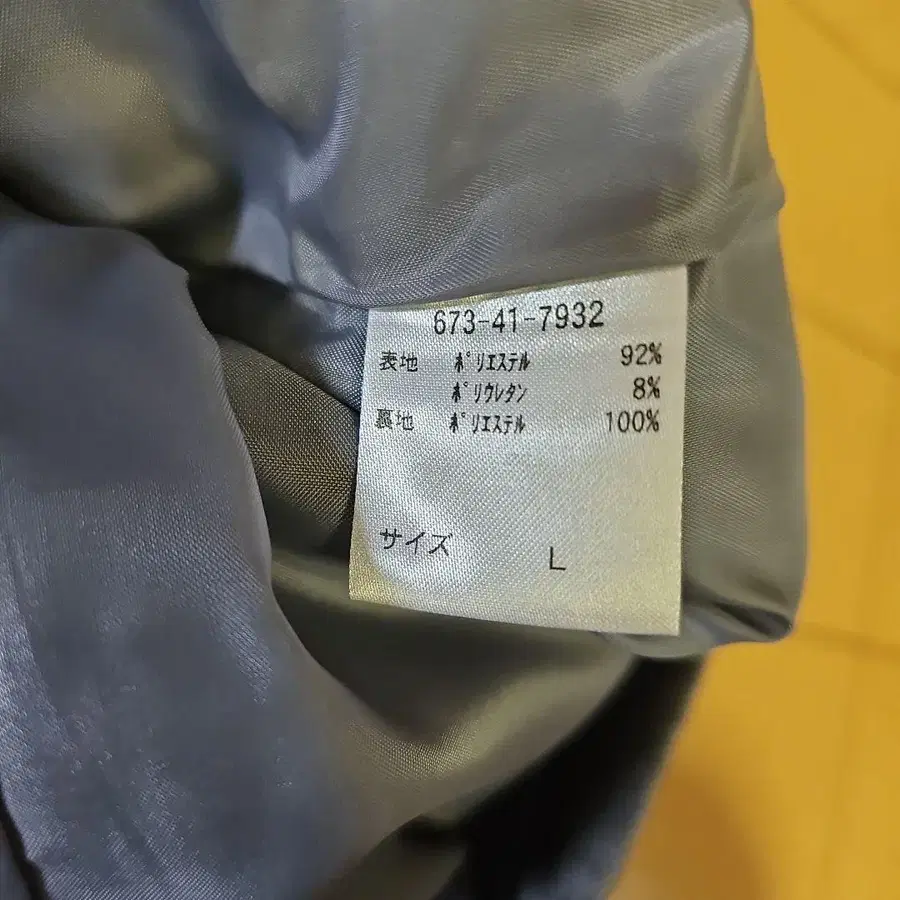 673-41-7932
表地 ﾎﾟﾘｴｽﾃﾙ 92%
ﾎﾟﾘｳﾚﾀﾝ 8%
裏地 ﾎﾟﾘｴｽﾃﾙ 100%
サイズ L